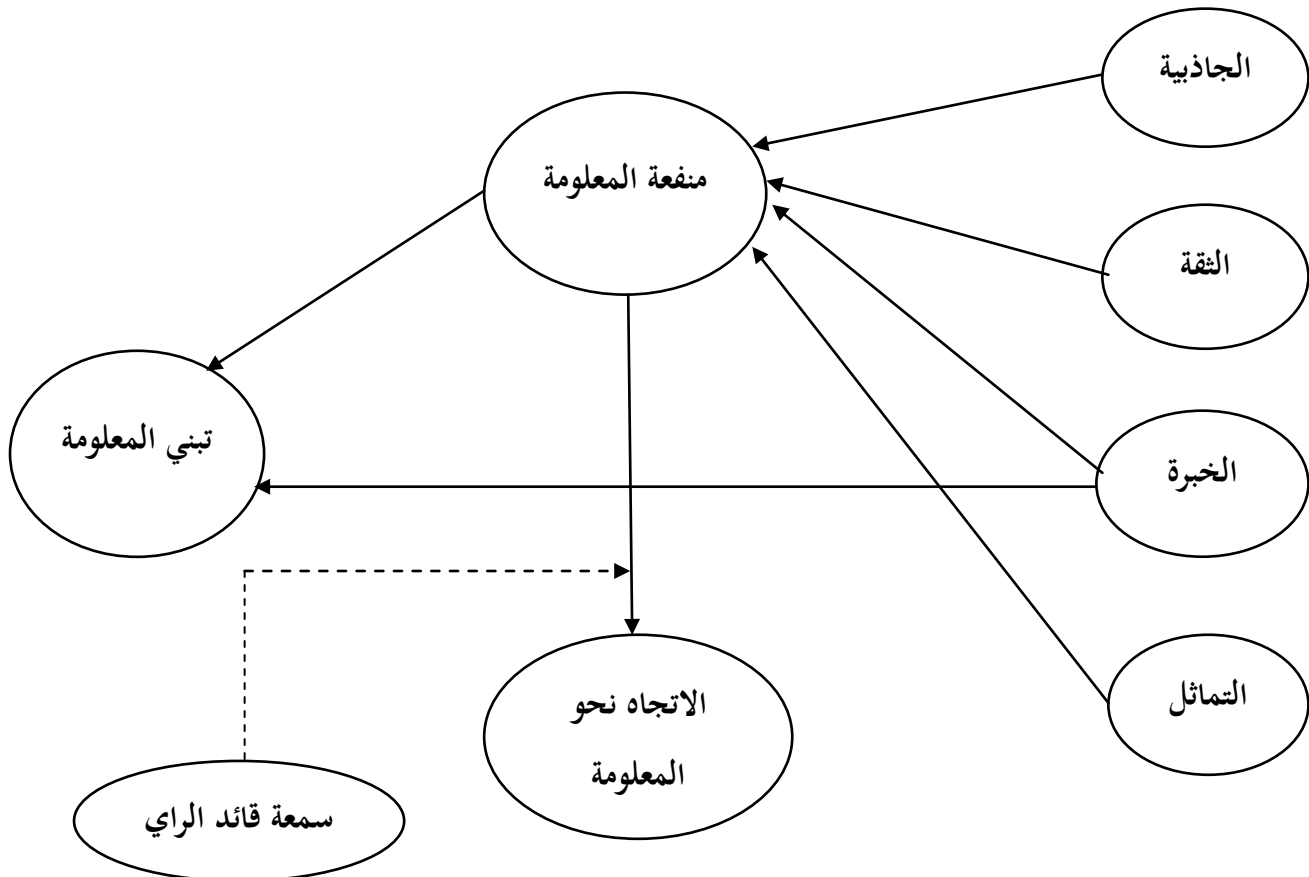 الجاذبية
منفعة المعلومة
الثقة
تبني المعلومة
الخبرة
التماثل
الاتجاه نحو
المعلومة
سمعة قائد الراي